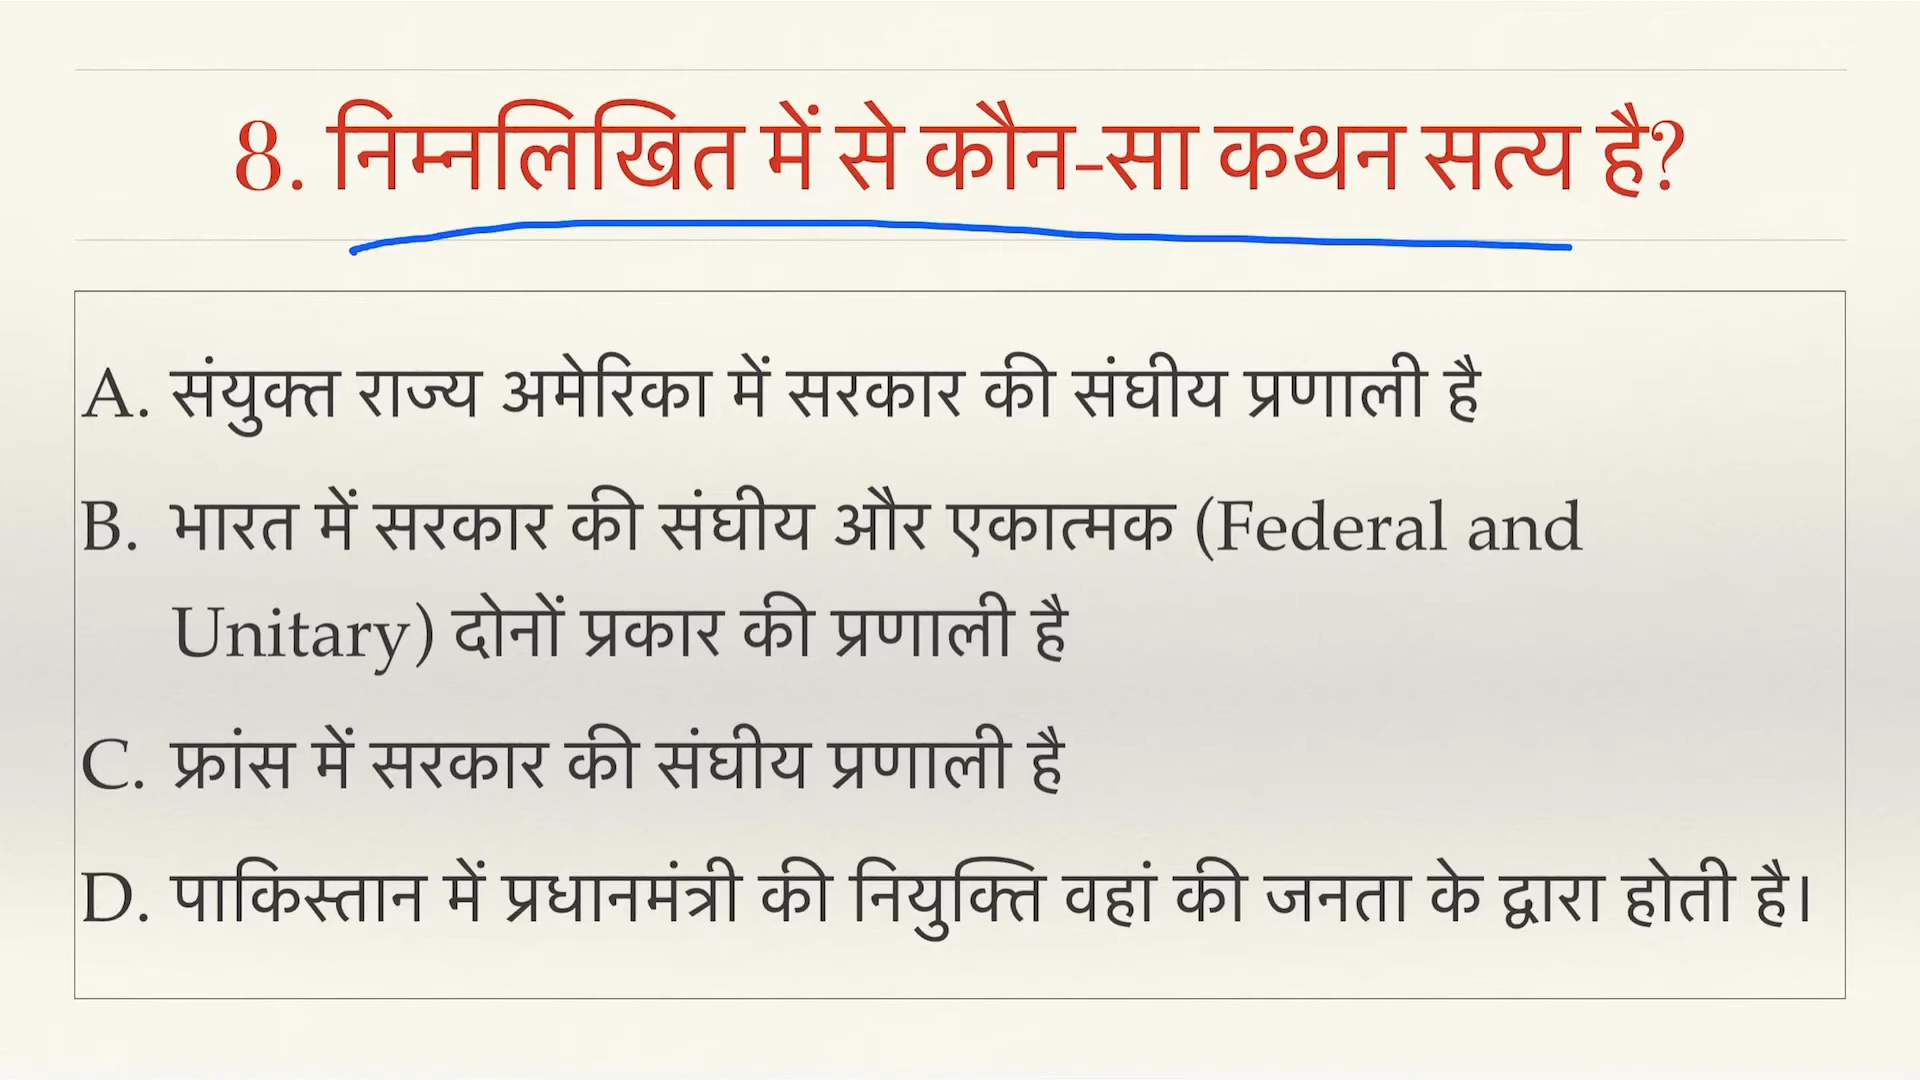 8. निम्नलिखित में से कौन-सा कथन सत्य है?
A. संयुक्त राज्य अमेरिका में सरकार की संघीय प्रणाली है
B. भारत में सरकार की संघीय और एकात्मक (Federal and
Unitary) दोनों प्रकार की प्रणाली है
C. फ्रांस में सरकार की संघीय प्रणाली है
D. पाकिस्तान में प्रधानमंत्री की नियुक्ति वहां की जनता के द्वारा होती है।